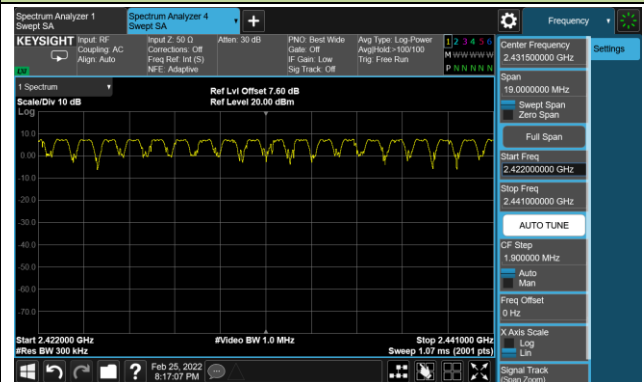 Spectrum Analyzer 1
Swept SA
Spectrum Analyzer 4
Swept SA
+
Frequency
KEYSIGHT
Input: RF
Coupling: AC
Align: Auto
Input Z: 50 Ω
Corrections: Off
Freq Ref: Int (S)
NFE: Adaptive
Atten: 30 dB
PNO: Best Wide
Gate: Off
IF Gain: Low
Sig Track: Off
Avg Type: Log-Power
Avg|Hold:>100/100
Trig: Free Run
1 2 3 4 5 6
M W W W W W
P N N N N N
LXI
1 Spectrum
Scale/Div 10 dB
Ref Lvl Offset 7.60 dB
Ref Level 20.00 dBm
Log
10.0
0.00
-10.0
-20.0
-30.0
-40.0
-50.0
-60.0
-70.0
Start 2.422000 GHz
#Res BW 300 kHz
#Video BW 1.0 MHz
Stop 2.441000 GHz
Sweep 1.07 ms (2001 pts)
Feb 25, 2022
8:17:07 PM
Center Frequency
2.431500000 GHz
Settings
Span
19.0000000 MHz
Swept Span
Zero Span
Full Span
Start Freq
2.422000000 GHz
Stop Freq
2.441000000 GHz
AUTO TUNE
CF Step
1.900000 MHz
Auto
Man
Freq Offset
0 Hz
X Axis Scale
Log
Lin
Signal Track
(Span Zoom)